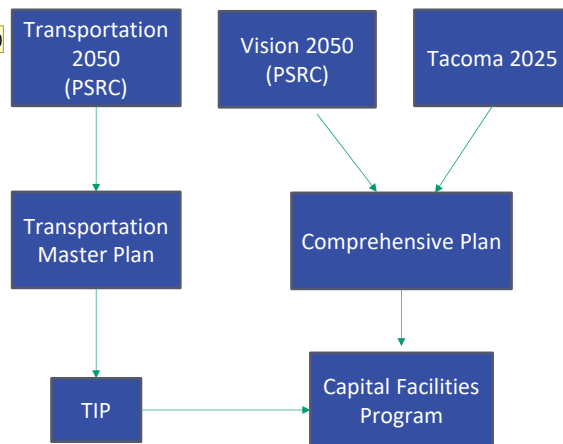 Transportation
2050
(PSRC)
Vision 2050
(PSRC)
Tacoma 2025
Transportation
Master Plan
Comprehensive Plan
TIP
Capital Facilities
Program